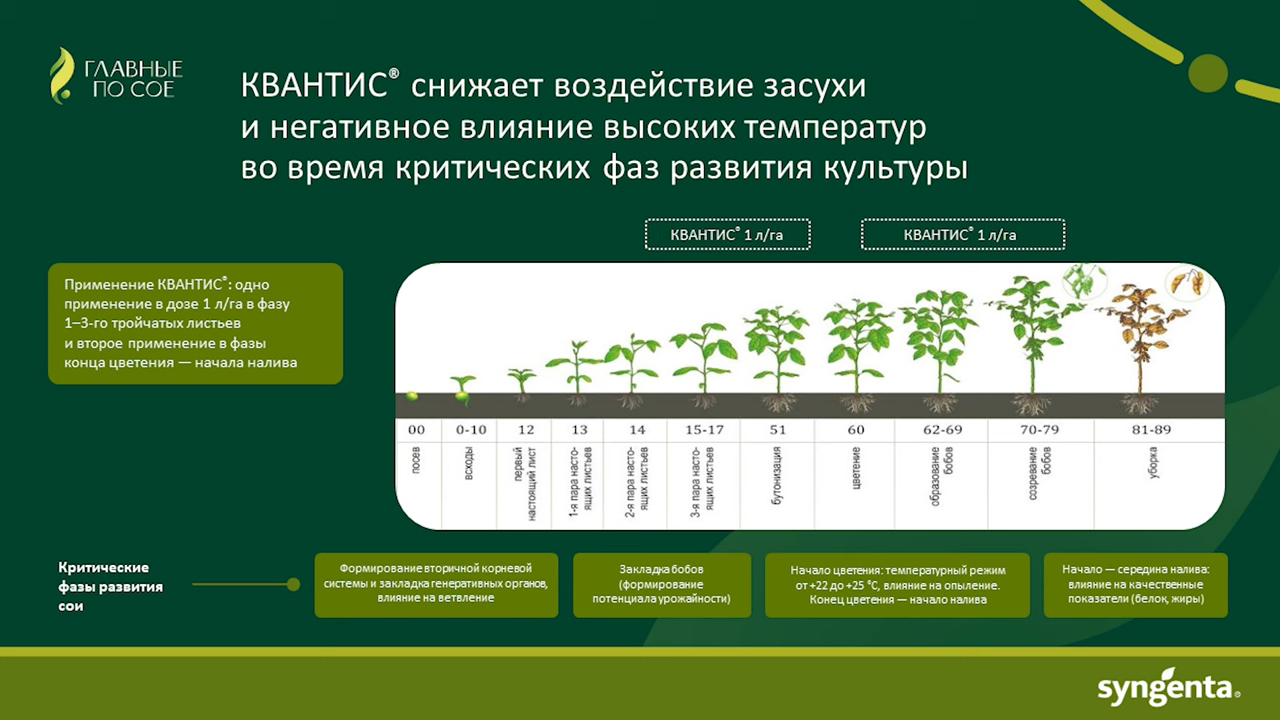 ГЛАВНЫЕ
ПО СОЕ
КВАНТИС® снижает воздействие засухи
и негативное влияние высоких температур
во время критических фаз развития культуры
КВАНТИС® 1 л/га
КВАНТИС® 1 л/га
Применение КВАНТИС®: одно
применение в дозе 1 л/га в фазу
1–3-го тройчатых листьев
и второе применение в фазы
конца цветения — начала налива
00
0-10
12
13
14
15-17
51
60
62-69
70-79
81-89
посев
всходы
первый
настоящий лист
1-я пара насто-
ящих листьев
2-я пара насто-
ящих листьев
3-я пара насто-
ящих листьев
бутонизация
цветение
образование
бобов
созревание
бобов
уборка
Критические
фазы развития
сои
Формирование вторичной корневой
системы и закладка генеративных органов,
влияние на ветвление
Закладка бобов
(формирование
потенциала урожайности)
Начало цветения: температурный режим
от +22 до +25 °С, влияние на опыление.
Конец цветения — начало налива
Начало — середина налива:
влияние на качественные
показатели (белок, жиры)
syngenta®